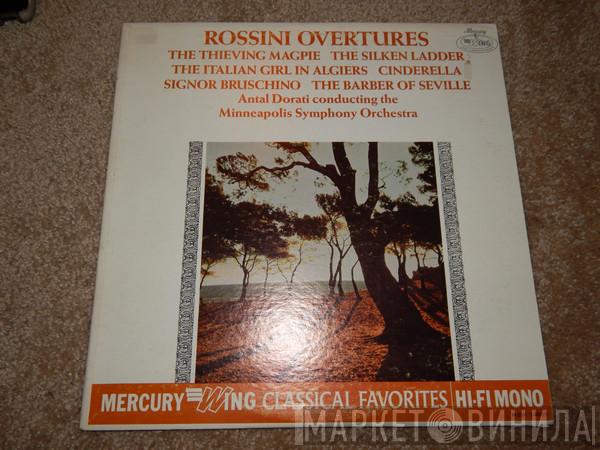 ROSSINI OVERTURES
THE THIEVING MAGPIE THE SILKEN LADDER
THE ITALIAN GIRL IN ALGIERS CINDERELLA
SIGNOR BRUSCHINO THE BARBER OF SEVILLE
Antal Dorati conducting the
Minneapolis Symphony Orchestra
MERCURY WING CLASSICAL FAVORITES HI-FI MONO
МАРКЕТ ВИНИЛА